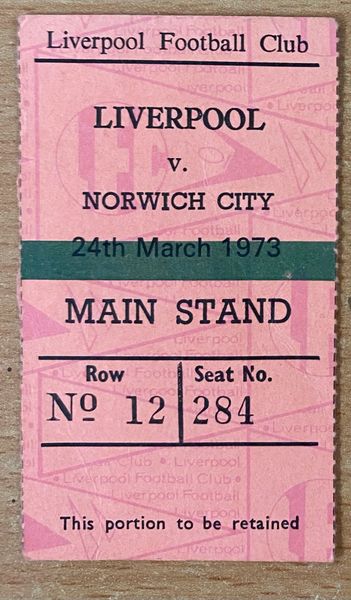 Liverpool Football Club
LIVERPOOL
v.
NORWICH CITY
24th March 1973
MAIN STAND
Row Seat No.
Nº 12 284
This portion to be retained